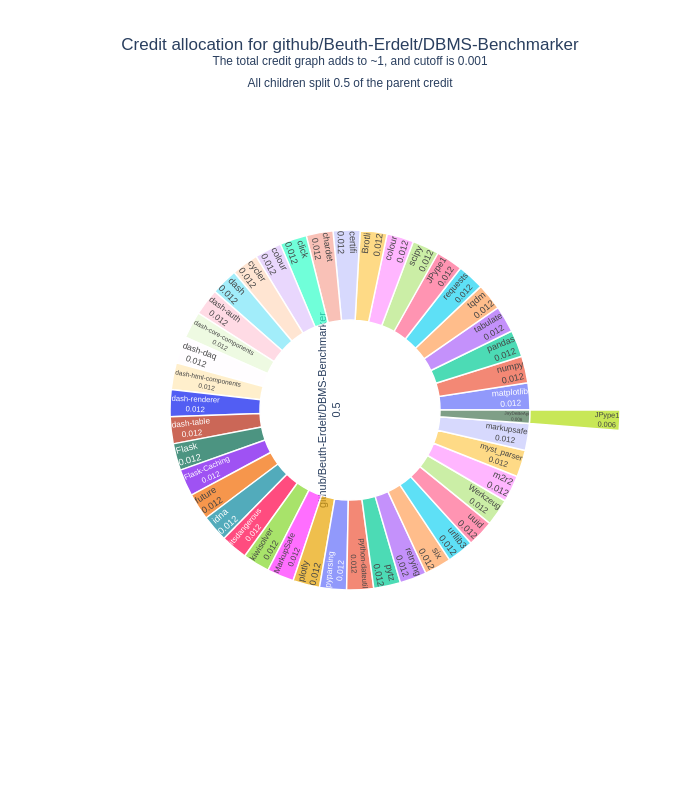 Credit allocation for github/Beuth-Erdelt/DBMS-Benchmarker
The total credit graph adds to ~1, and cutoff is 0.001
All children split 0.5 of the parent credit
github/Beuth-Erdelt/DBMS-Benchmarker
0.5
matplotlib
0.012
numpy
0.012
pandas
0.012
tabulate
0.012
tqdm
0.012
requests
0.012
JPype1
0.012
scipy
0.012
colour
0.012
Brotli
0.012
certifi
0.012
chardet
0.012
click
0.012
colour
0.012
cycler
0.012
dash
0.012
dash-auth
0.012
dash-core-components
0.012
dash-daq
0.012
dash-html-components
0.012
dash-renderer
0.012
dash-table
0.012
Flask
0.012
Flask-Caching
0.012
future
0.012
idna
0.012
itsdangerous
0.012
kiwisolver
0.012
MarkupSafe
0.012
plotly
0.012
pyparsing
0.012
python-dateutil
0.012
pytz
0.012
retrying
0.012
six
0.012
urllib3
0.012
uuid
0.012
Werkzeug
0.012
m2r2
0.012
myst_parser
0.012
markupsafe
0.012
JPype1
0.006